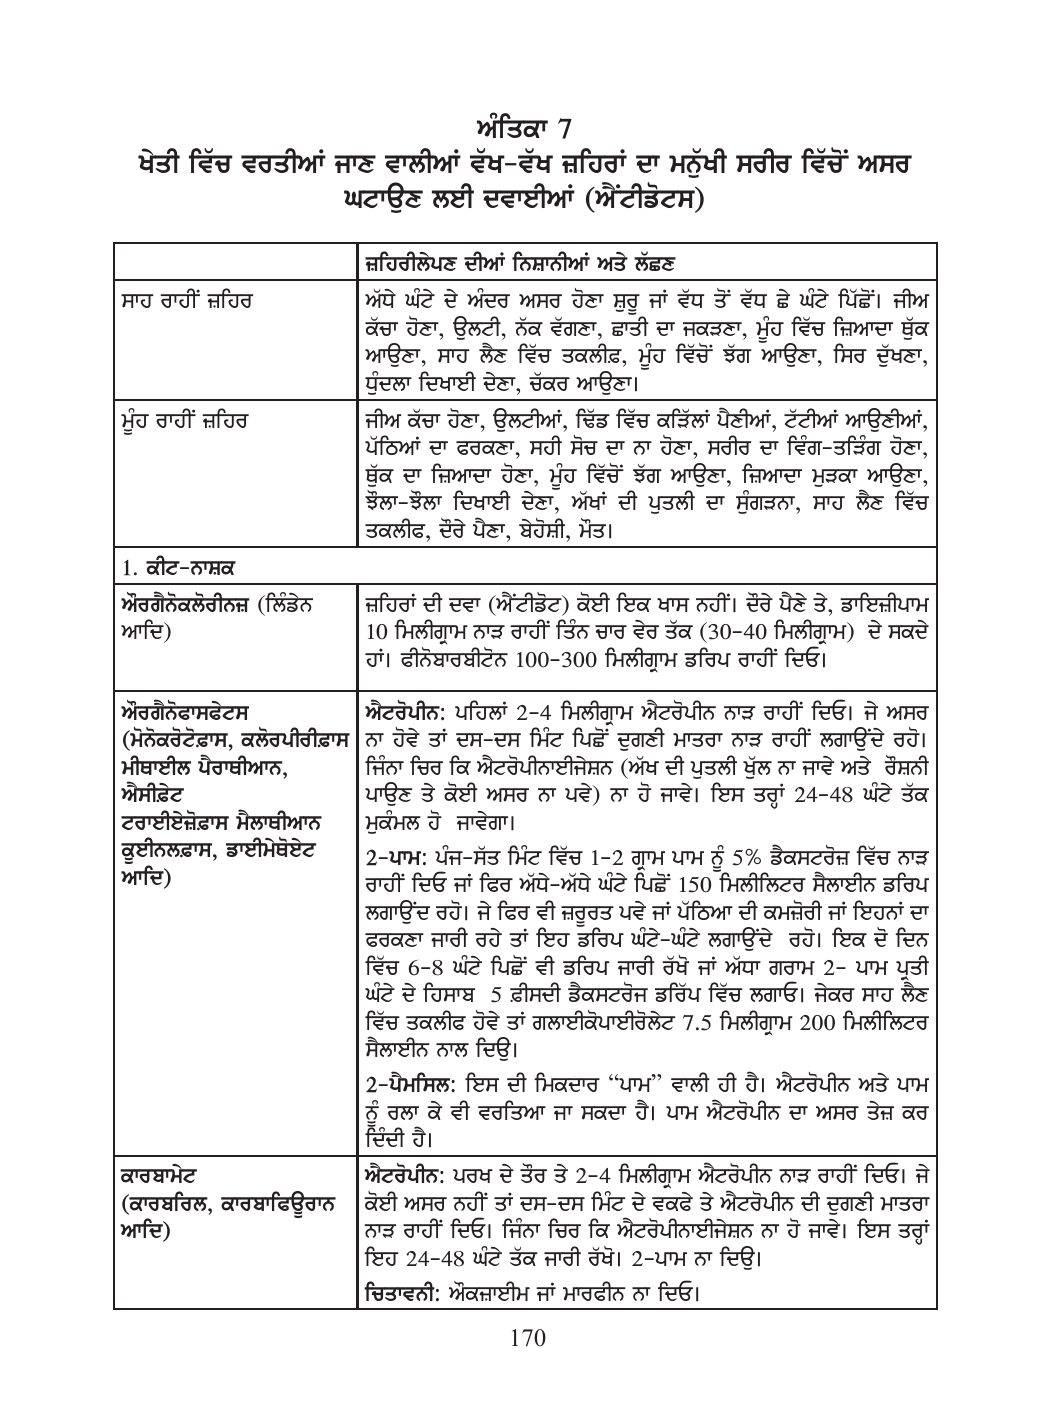 ਅੰਤਿਕਾ 7
ਖੇਤੀ ਵਿੱਚ ਵਰਤੀਆਂ ਜਾਣ ਵਾਲੀਆਂ ਵੱਖ-ਵੱਖ ਜ਼ਹਿਰਾਂ ਦਾ ਮਨੁੱਖੀ ਸਰੀਰ ਵਿੱਚੋਂ ਅਸਰ
ਘਟਾਉਣ ਲਈ ਦਵਾਈਆਂ (ਐਂਟੀਡੋਟਸ)
ਜ਼ਹਿਰੀਲੇਪਣ ਦੀਆਂ ਨਿਸ਼ਾਨੀਆਂ ਅਤੇ ਲੱਛਣ
ਸਾਹ ਰਾਹੀਂ ਜ਼ਹਿਰ
ਅੱਧੇ ਘੰਟੇ ਦੇ ਅੰਦਰ ਅਸਰ ਹੋਣਾ ਸ਼ੁਰੂ ਜਾਂ ਵੱਧ ਤੋਂ ਵੱਧ ਛੇ ਘੰਟੇ ਪਿੱਛੋਂ। ਜੀਅ
ਕੱਚਾ ਹੋਣਾ, ਉਲਟੀ, ਨੱਕ ਵੱਗਣਾ, ਛਾਤੀ ਦਾ ਜਕੜਣਾ, ਮੂੰਹ ਵਿੱਚ ਜ਼ਿਆਦਾ ਥੁੱਕ
ਆਉਣਾ, ਸਾਹ ਲੈਣ ਵਿੱਚ ਤਕਲੀਫ਼, ਮੂੰਹ ਵਿੱਚੋਂ ਝੱਗ ਆਉਣਾ, ਸਿਰ ਦੁੱਖਣਾ,
ਧੁੰਦਲਾ ਦਿਖਾਈ ਦੇਣਾ, ਚੱਕਰ ਆਉਣਾ।
ਮੂੰਹ ਰਾਹੀਂ ਜ਼ਹਿਰ
ਜੀਅ ਕੱਚਾ ਹੋਣਾ, ਉਲਟੀਆਂ, ਢਿੱਡ ਵਿੱਚ ਕੜਿੱਲਾਂ ਪੈਣੀਆਂ, ਟੱਟੀਆਂ ਆਉਣੀਆਂ,
ਪੱਠਿਆਂ ਦਾ ਫਰਕਣਾ, ਸਹੀ ਸੋਚ ਦਾ ਨਾ ਹੋਣਾ, ਸਰੀਰ ਦਾ ਵਿੰਗ-ਤੜਿੰਗ ਹੋਣਾ,
ਥੁੱਕ ਦਾ ਜ਼ਿਆਦਾ ਹੋਣਾ, ਮੂੰਹ ਵਿੱਚੋਂ ਝੱਗ ਆਉਣਾ, ਜ਼ਿਆਦਾ ਮੁੜਕਾ ਆਉਣਾ,
ਝੌਲਾ-ਝੌਲਾ ਦਿਖਾਈ ਦੇਣਾ, ਅੱਖਾਂ ਦੀ ਪੁਤਲੀ ਦਾ ਸੁੰਗੜਨਾ, ਸਾਹ ਲੈਣ ਵਿੱਚ
ਤਕਲੀਫ, ਦੌਰੇ ਪੈਣਾ, ਬੇਹੋਸ਼ੀ, ਮੌਤ।
1. ਕੀਟ-ਨਾਸ਼ਕ
ਔਰਗੈਨੋਕਲੋਰੀਨਜ਼ (ਲਿੰਡੇਨ
ਆਦਿ)
ਜ਼ਹਿਰਾਂ ਦੀ ਦਵਾ (ਐਂਟੀਡੋਟ) ਕੋਈ ਇਕ ਖਾਸ ਨਹੀਂ। ਦੌਰੇ ਪੈਣੇ ਤੇ, ਡਾਇਜ਼ੀਪਾਮ
10 ਮਿਲੀਗ੍ਰਾਮ ਨਾੜ ਰਾਹੀਂ ਤਿੰਨ ਚਾਰ ਵੇਰ ਤੱਕ (30-40 ਮਿਲੀਗ੍ਰਾਮ) ਦੇ ਸਕਦੇ
ਹਾਂ। ਫੀਨੋਬਾਰਬੀਟੋਨ 100-300 ਮਿਲੀਗ੍ਰਾਮ ਡਰਿਪ ਰਾਹੀਂ ਦਿਓ।
ਔਰਗੈਨੋਫਾਸਫੇਟਸ
(ਮੋਨੋਕਰੋਟੋਫ਼ਾਸ, ਕਲੋਰਪੀਰੀਫ਼ਾਸ
ਮੀਥਾਈਲ ਪੈਰਾਥੀਆਨ,
ਐਸੀਫ਼ੇਟ
ਟਰਾਈਏਜ਼ੋਫ਼ਾਸ ਮੈਲਾਥੀਆਨ
ਕੂਈਨਲਫ਼ਾਸ, ਡਾਈਮੇਥੋਏਟ
ਆਦਿ)
ਐਟਰੋਪੀਨ: ਪਹਿਲਾਂ 2-4 ਮਿਲੀਗ੍ਰਾਮ ਐਟਰੋਪੀਨ ਨਾੜ ਰਾਹੀਂ ਦਿਓ। ਜੇ ਅਸਰ
ਨਾ ਹੋਵੇ ਤਾਂ ਦਸ-ਦਸ ਮਿੰਟ ਪਿਛੋਂ ਦੁਗਣੀ ਮਾਤਰਾ ਨਾੜ ਰਾਹੀਂ ਲਗਾਉਂਦੇ ਰਹੋ।
ਜਿੰਨਾ ਚਿਰ ਕਿ ਐਟਰੋਪੀਨਾਈਜੇਸ਼ਨ (ਅੱਖ ਦੀ ਪੁਤਲੀ ਖੁੱਲ ਨਾ ਜਾਵੇ ਅਤੇ ਰੌਸ਼ਨੀ
ਪਾਉਣ ਤੇ ਕੋਈ ਅਸਰ ਨਾ ਪਵੇ) ਨਾ ਹੋ ਜਾਵੇ। ਇਸ ਤਰ੍ਹਾਂ 24-48 ਘੰਟੇ ਤੱਕ
ਮੁਕੰਮਲ ਹੋ ਜਾਵੇਗਾ।
2-ਪਾਮ: ਪੰਜ-ਸੱਤ ਮਿੰਟ ਵਿੱਚ 1-2 ਗ੍ਰਾਮ ਪਾਮ ਨੂੰ 5% ਡੈਕਸਟਰੋਜ਼ ਵਿੱਚ ਨਾੜ
ਰਾਹੀਂ ਦਿਓ ਜਾਂ ਫਿਰ ਅੱਧੇ-ਅੱਧੇ ਘੰਟੇ ਪਿਛੋਂ 150 ਮਿਲੀਲਿਟਰ ਸੈਲਾਈਨ ਡਰਿਪ
ਲਗਾਉਂਦ ਰਹੋ। ਜੇ ਫਿਰ ਵੀ ਜ਼ਰੂਰਤ ਪਵੇ ਜਾਂ ਪੱਠਿਆ ਦੀ ਕਮਜ਼ੋਰੀ ਜਾਂ ਇਹਨਾਂ ਦਾ
ਫਰਕਣਾ ਜਾਰੀ ਰਹੇ ਤਾਂ ਇਹ ਡਰਿਪ ਘੰਟੇ-ਘੰਟੇ ਲਗਾਉਂਦੇ ਰਹੋ। ਇਕ ਦੋ ਦਿਨ
ਵਿੱਚ 6-8 ਘੰਟੇ ਪਿਛੋਂ ਵੀ ਡਰਿਪ ਜਾਰੀ ਰੱਖੋ ਜਾਂ ਅੱਧਾ ਗਰਾਮ 2- ਪਾਮ ਪ੍ਰਤੀ
ਘੰਟੇ ਦੇ ਹਿਸਾਬ 5 ਫ਼ੀਸਦੀ ਡੈਕਸਟਰੋਜ ਡਰਿੱਪ ਵਿੱਚ ਲਗਾਓ। ਜੇਕਰ ਸਾਹ ਲੈਣ
ਵਿੱਚ ਤਕਲੀਫ ਹੋਵੇ ਤਾਂ ਗਲਾਈਕੋਪਾਈਰੋਲੇਟ 7.5 ਮਿਲੀਗ੍ਰਾਮ 200 ਮਿਲੀਲਿਟਰ
ਸੈਲਾਈਨ ਨਾਲ ਦਿਉ।
2-ਪੈਮਸਿਲ: ਇਸ ਦੀ ਮਿਕਦਾਰ “ਪਾਮ” ਵਾਲੀ ਹੀ ਹੈ। ਐਟਰੋਪੀਨ ਅਤੇ ਪਾਮ
ਨੂੰ ਰਲਾ ਕੇ ਵੀ ਵਰਤਿਆ ਜਾ ਸਕਦਾ ਹੈ। ਪਾਮ ਐਟਰੋਪੀਨ ਦਾ ਅਸਰ ਤੇਜ਼ ਕਰ
ਦਿੰਦੀ ਹੈ।
ਕਾਰਬਾਮੇਟ
(ਕਾਰਬਰਿਲ, ਕਾਰਬਾਫਿਊਰਾਨ
ਆਦਿ)
ਐਟਰੋਪੀਨ: ਪਰਖ ਦੇ ਤੌਰ ਤੇ 2-4 ਮਿਲੀਗ੍ਰਾਮ ਐਟਰੋਪੀਨ ਨਾੜ ਰਾਹੀਂ ਦਿਓ। ਜੇ
ਕੋਈ ਅਸਰ ਨਹੀਂ ਤਾਂ ਦਸ-ਦਸ ਮਿੰਟ ਦੇ ਵਕਫੇ ਤੇ ਐਟਰੋਪੀਨ ਦੀ ਦੁਗਣੀ ਮਾਤਰਾ
ਨਾੜ ਰਾਹੀਂ ਦਿਓ। ਜਿੰਨਾ ਚਿਰ ਕਿ ਐਟਰੋਪੀਨਾਈਜੇਸ਼ਨ ਨਾ ਹੋ ਜਾਵੇ। ਇਸ ਤਰ੍ਹਾਂ
ਇਹ 24-48 ਘੰਟੇ ਤੱਕ ਜਾਰੀ ਰੱਖੋ। 2-ਪਾਮ ਨਾ ਦਿਉ।
ਚਿਤਾਵਨੀ: ਔਕਜ਼ਾਈਮ ਜਾਂ ਮਾਰਫੀਨ ਨਾ ਦਿਓ।
170